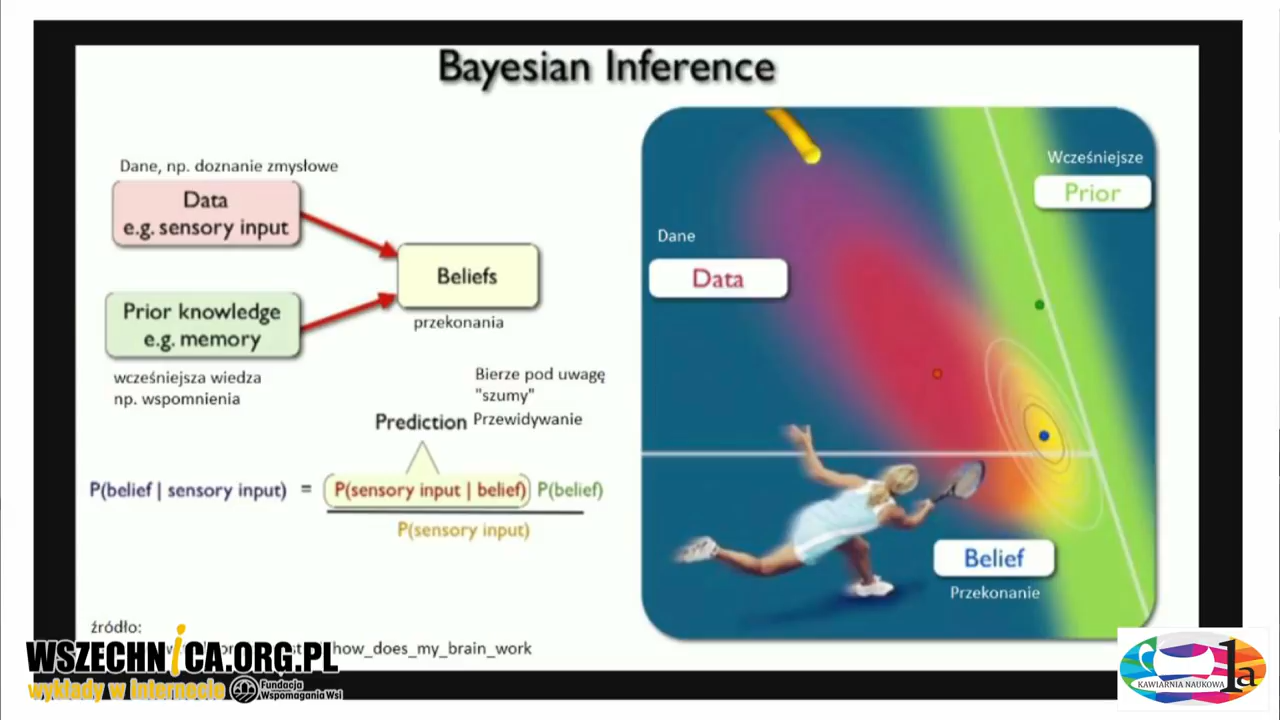 Bayesian Inference
Dane, np. doznanie zmysłowe
Data
e.g. sensory input
Prior knowledge
e.g. memory
wcześniejsza wiedza
np. wspomnienia
Beliefs
przekonania
Bierze pod uwagę
"szumy"
Prediction Przewidywanie
P(belief | sensory input) = P(sensory input | belief) P(belief)
P(sensory input)
Wcześniejsze
Prior
Dane
Data
Belief
Przekonanie
źródło:
how_does_my_brain_work
WSZECHNICA.ORG.PL
wykłady w internecie
Fundacja
Wspomagania Wsi
KAWIARNIA NAUKOWA
1a